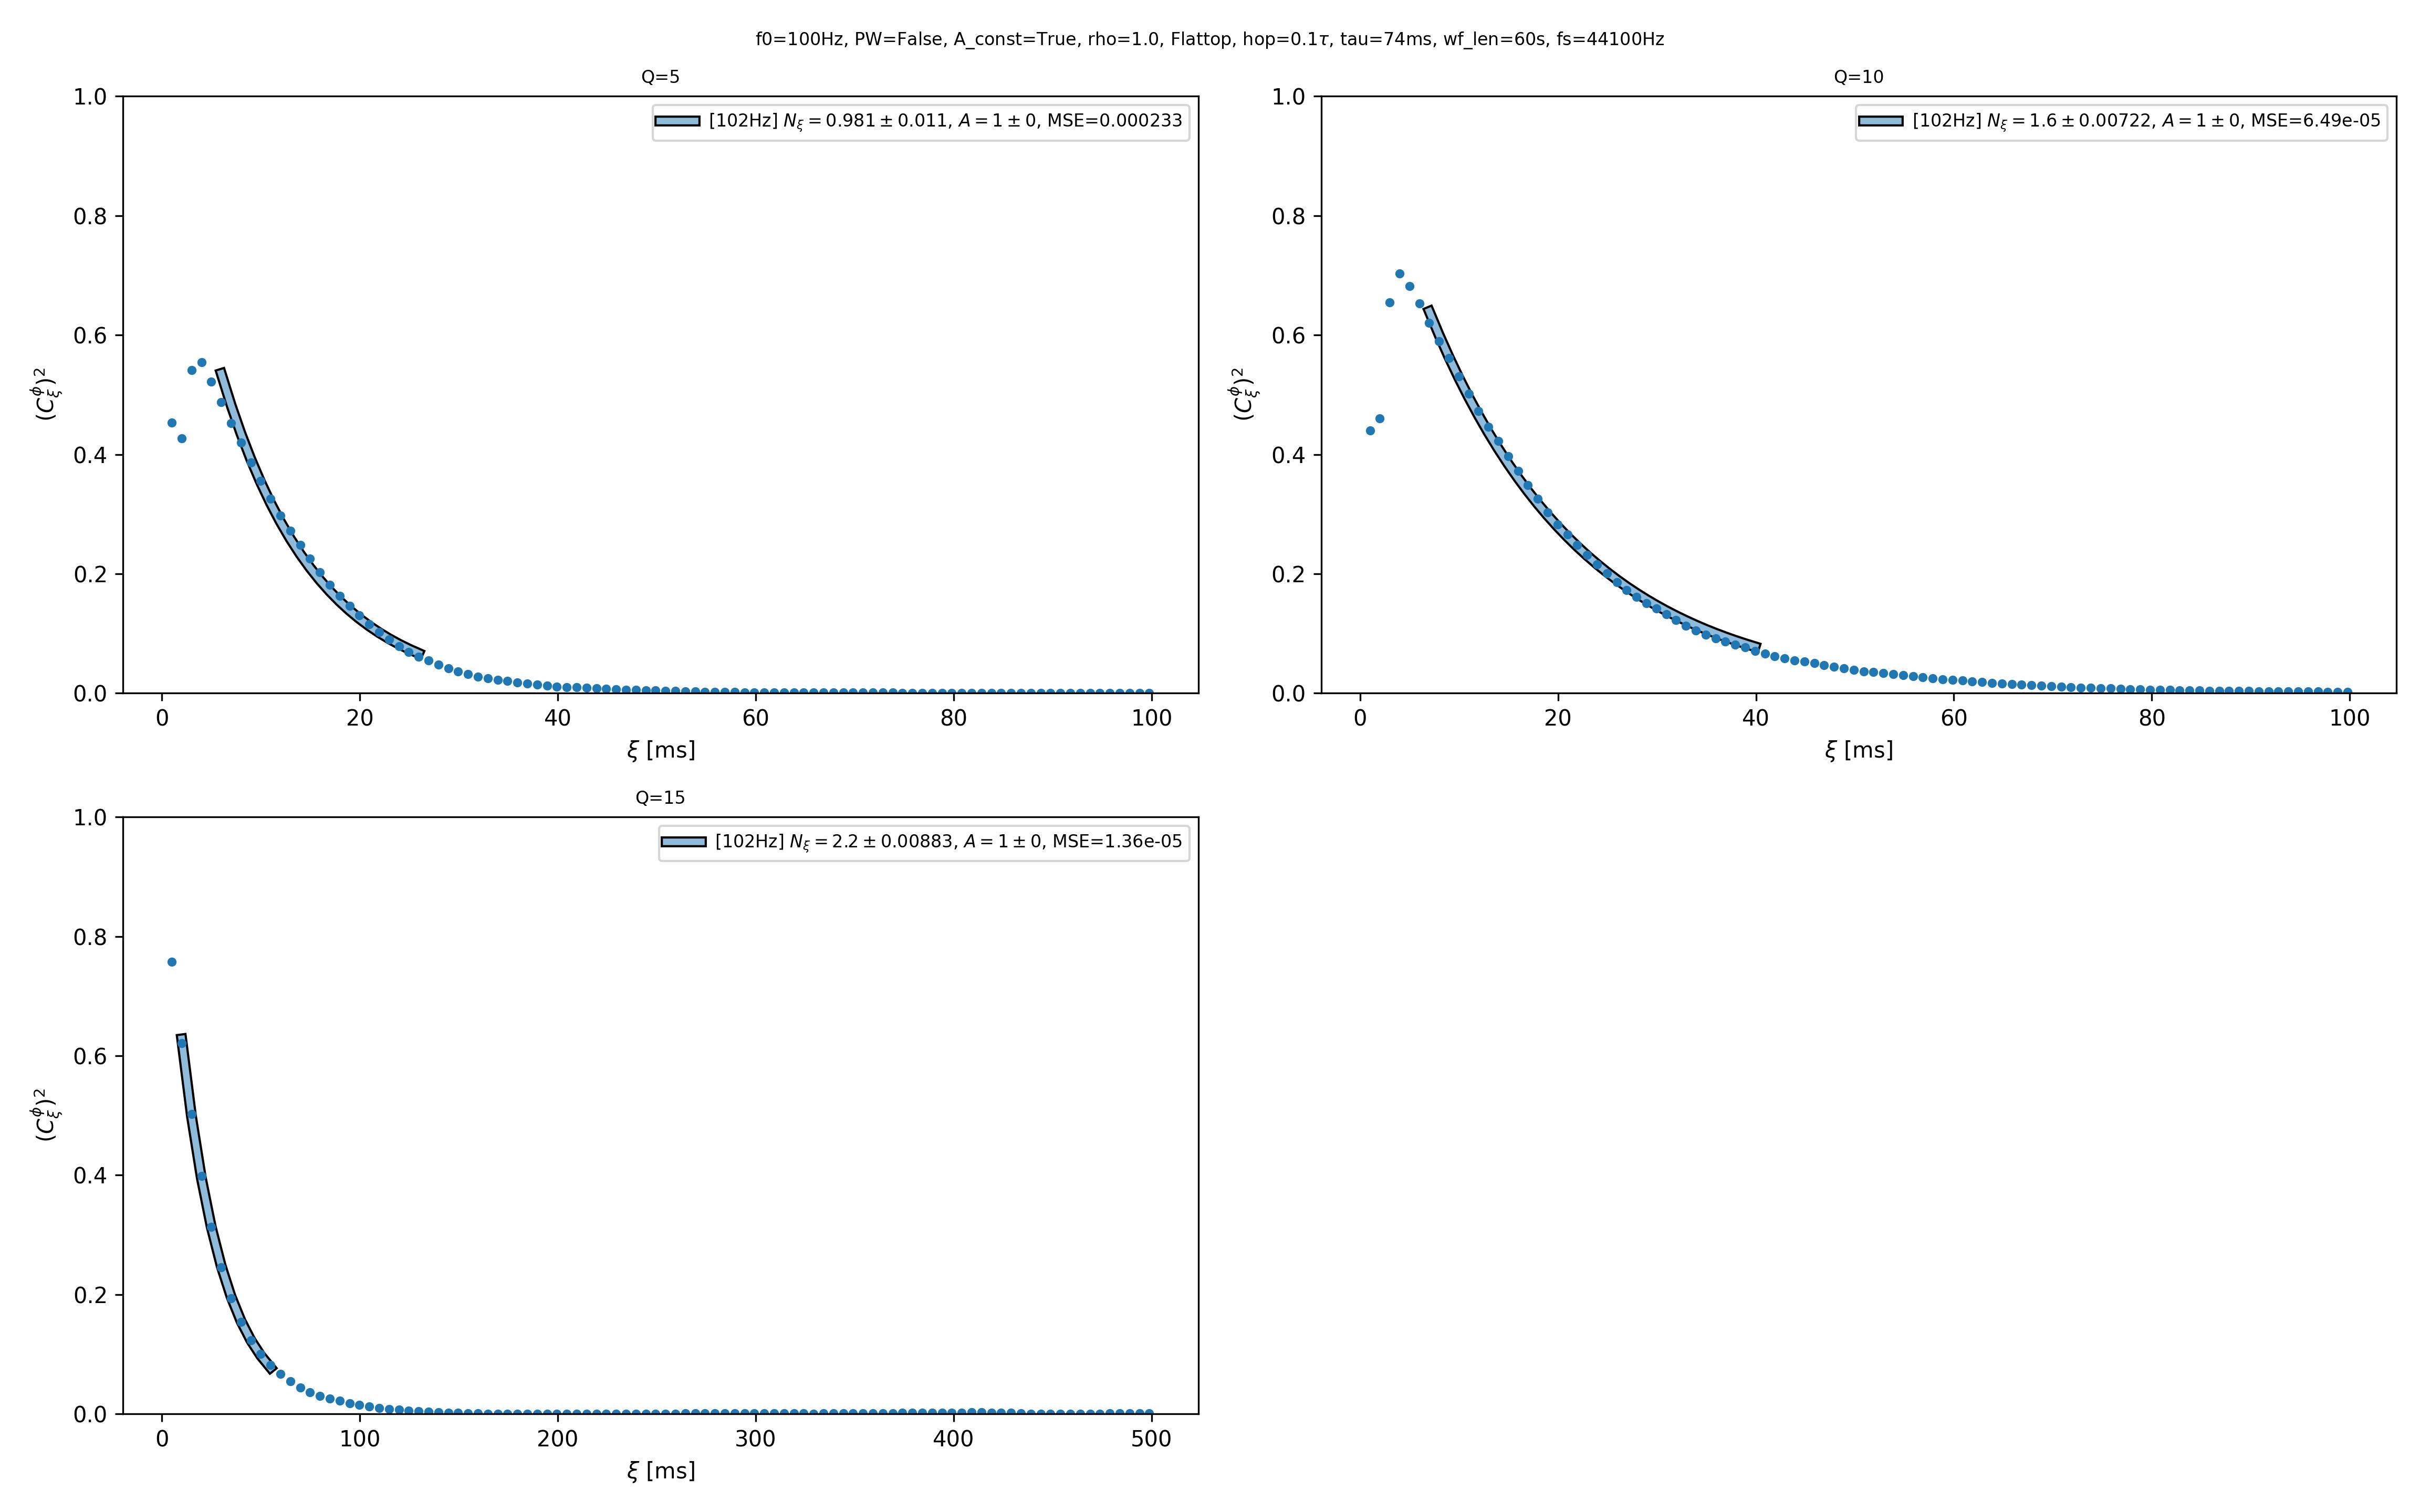 f0=100Hz, PW=False, A_const=True, rho=1.0, Flattop, hop=0.1τ, tau=74ms, wf_len=60s, fs=44100Hz
Q=5
[102Hz] N_ξ = 0.981 ± 0.011, A = 1 ± 0, MSE=0.000233
1.0
0.8
0.6
0.4
0.2
0.0
(C_ξ^ϕ)^2
0 20 40 60 80 100
ξ [ms]
Q=10
[102Hz] N_ξ = 1.6 ± 0.00722, A = 1 ± 0, MSE=6.49e-05
1.0
0.8
0.6
0.4
0.2
0.0
(C_ξ^ϕ)^2
0 20 40 60 80 100
ξ [ms]
Q=15
[102Hz] N_ξ = 2.2 ± 0.00883, A = 1 ± 0, MSE=1.36e-05
1.0
0.8
0.6
0.4
0.2
0.0
(C_ξ^ϕ)^2
0 100 200 300 400 500
ξ [ms]